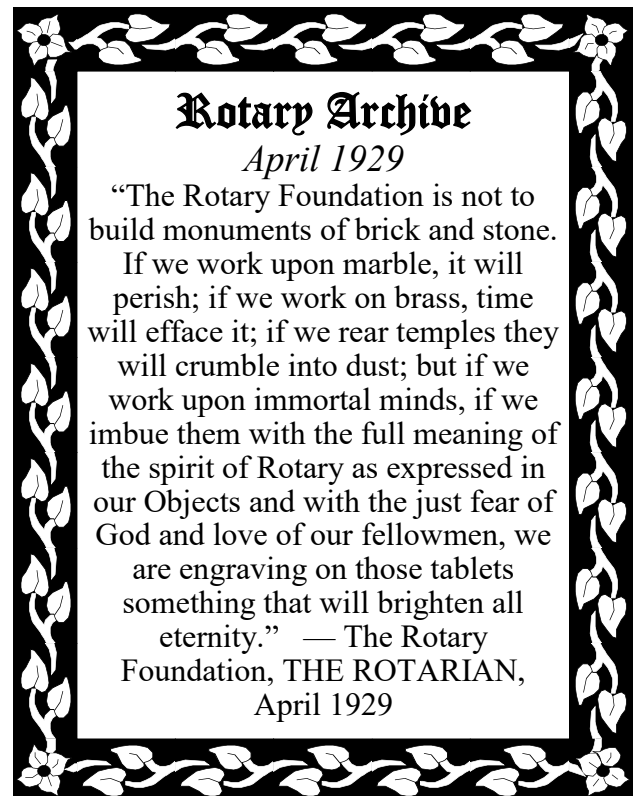 Rotary Archive
April 1929
“The Rotary Foundation is not to
build monuments of brick and stone.
If we work upon marble, it will
perish; if we work on brass, time
will efface it; if we rear temples they
will crumble into dust; but if we
work upon immortal minds, if we
imbue them with the full meaning of
the spirit of Rotary as expressed in
our Objects and with the just fear of
God and love of our fellowmen, we
are engraving on those tablets
something that will brighten all
eternity.” — The Rotary
Foundation, THE ROTARIAN,
April 1929